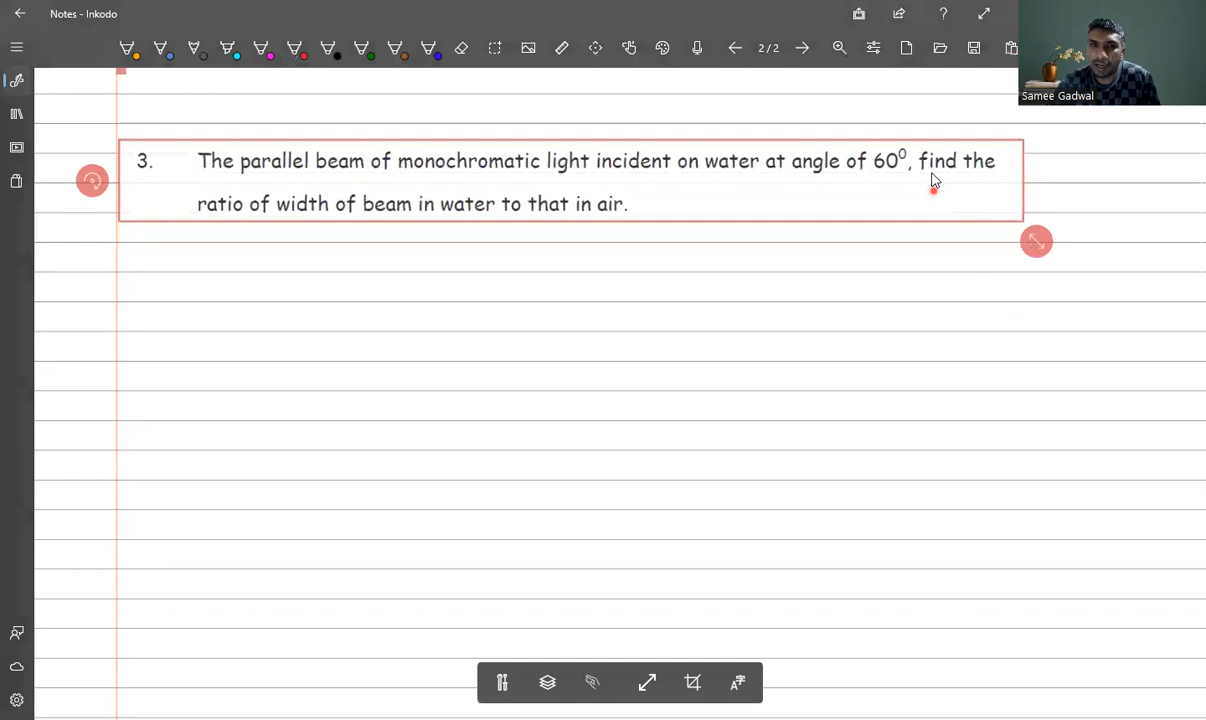 Notes - Inkodo
2/2
Samee Gadwal
3. The parallel beam of monochromatic light incident on water at angle of 60⁰, find the
ratio of width of beam in water to that in air.